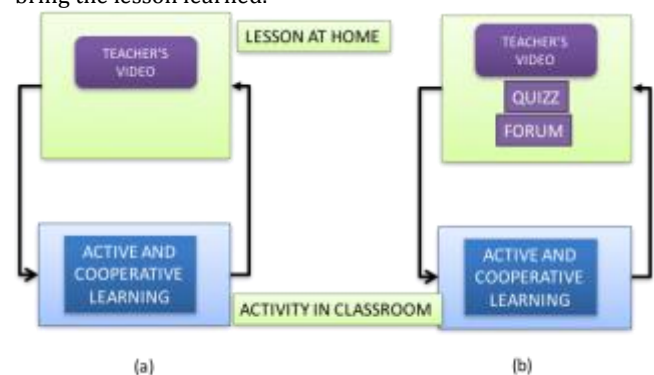 bring the lesson learned.
LESSON AT HOME
TEACHER'S
VIDEO
TEACHER'S
VIDEO
QUIZZ
FORUM
ACTIVE AND
COOPERATIVE
LEARNING
ACTIVE AND
COOPERATIVE
LEARNING
ACTIVITY IN CLASSROOM
(a)
(b)